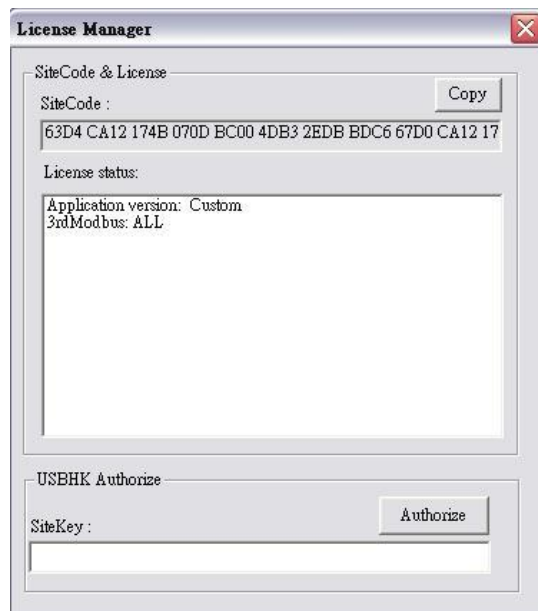 License Manager
SiteCode & License
Copy
SiteCode :
63D4 CA12 174B 070D BC00 4DB3 2EDB BDC6 67D0 CA12 17
License status:
Application version:  Custom
3rdModbus: ALL
USBHK Authorize
Authorize
SiteKey :